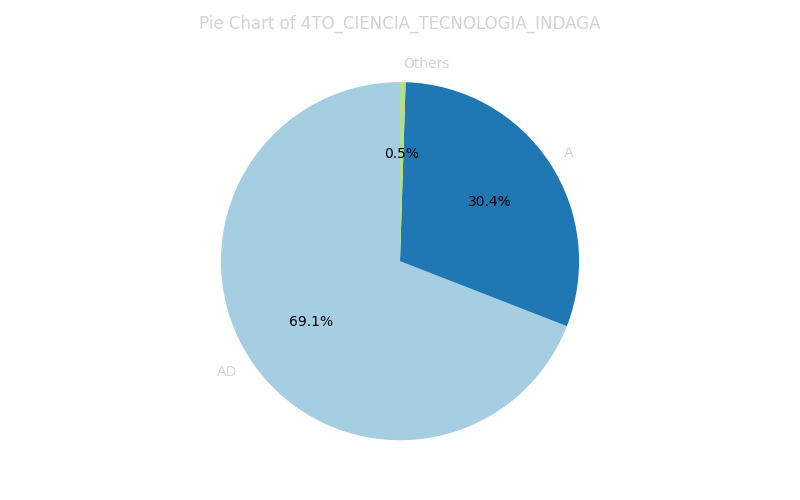 Pie Chart of 4TO_CIENCIA_TECNOLOGIA_INDAGA
Others
A
0.5%
30.4%
69.1%
AD